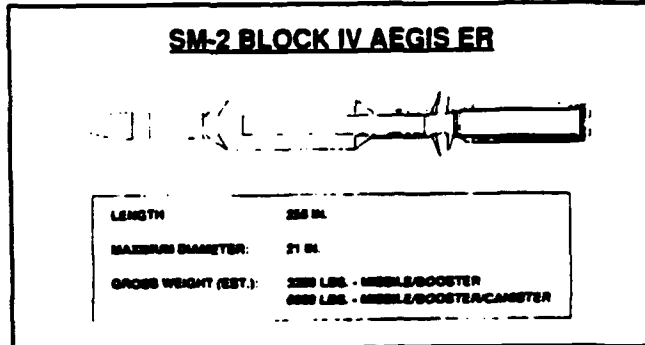 SM-2 BLOCK IV AEGIS ER
LENGTH 255 IN.
MAXIMUM DIAMETER: 21 IN.
GROSS WEIGHT (EST.): LBS. - MISSILE/BOOSTER
LBS. - MISSILE/BOOSTER/CANISTER